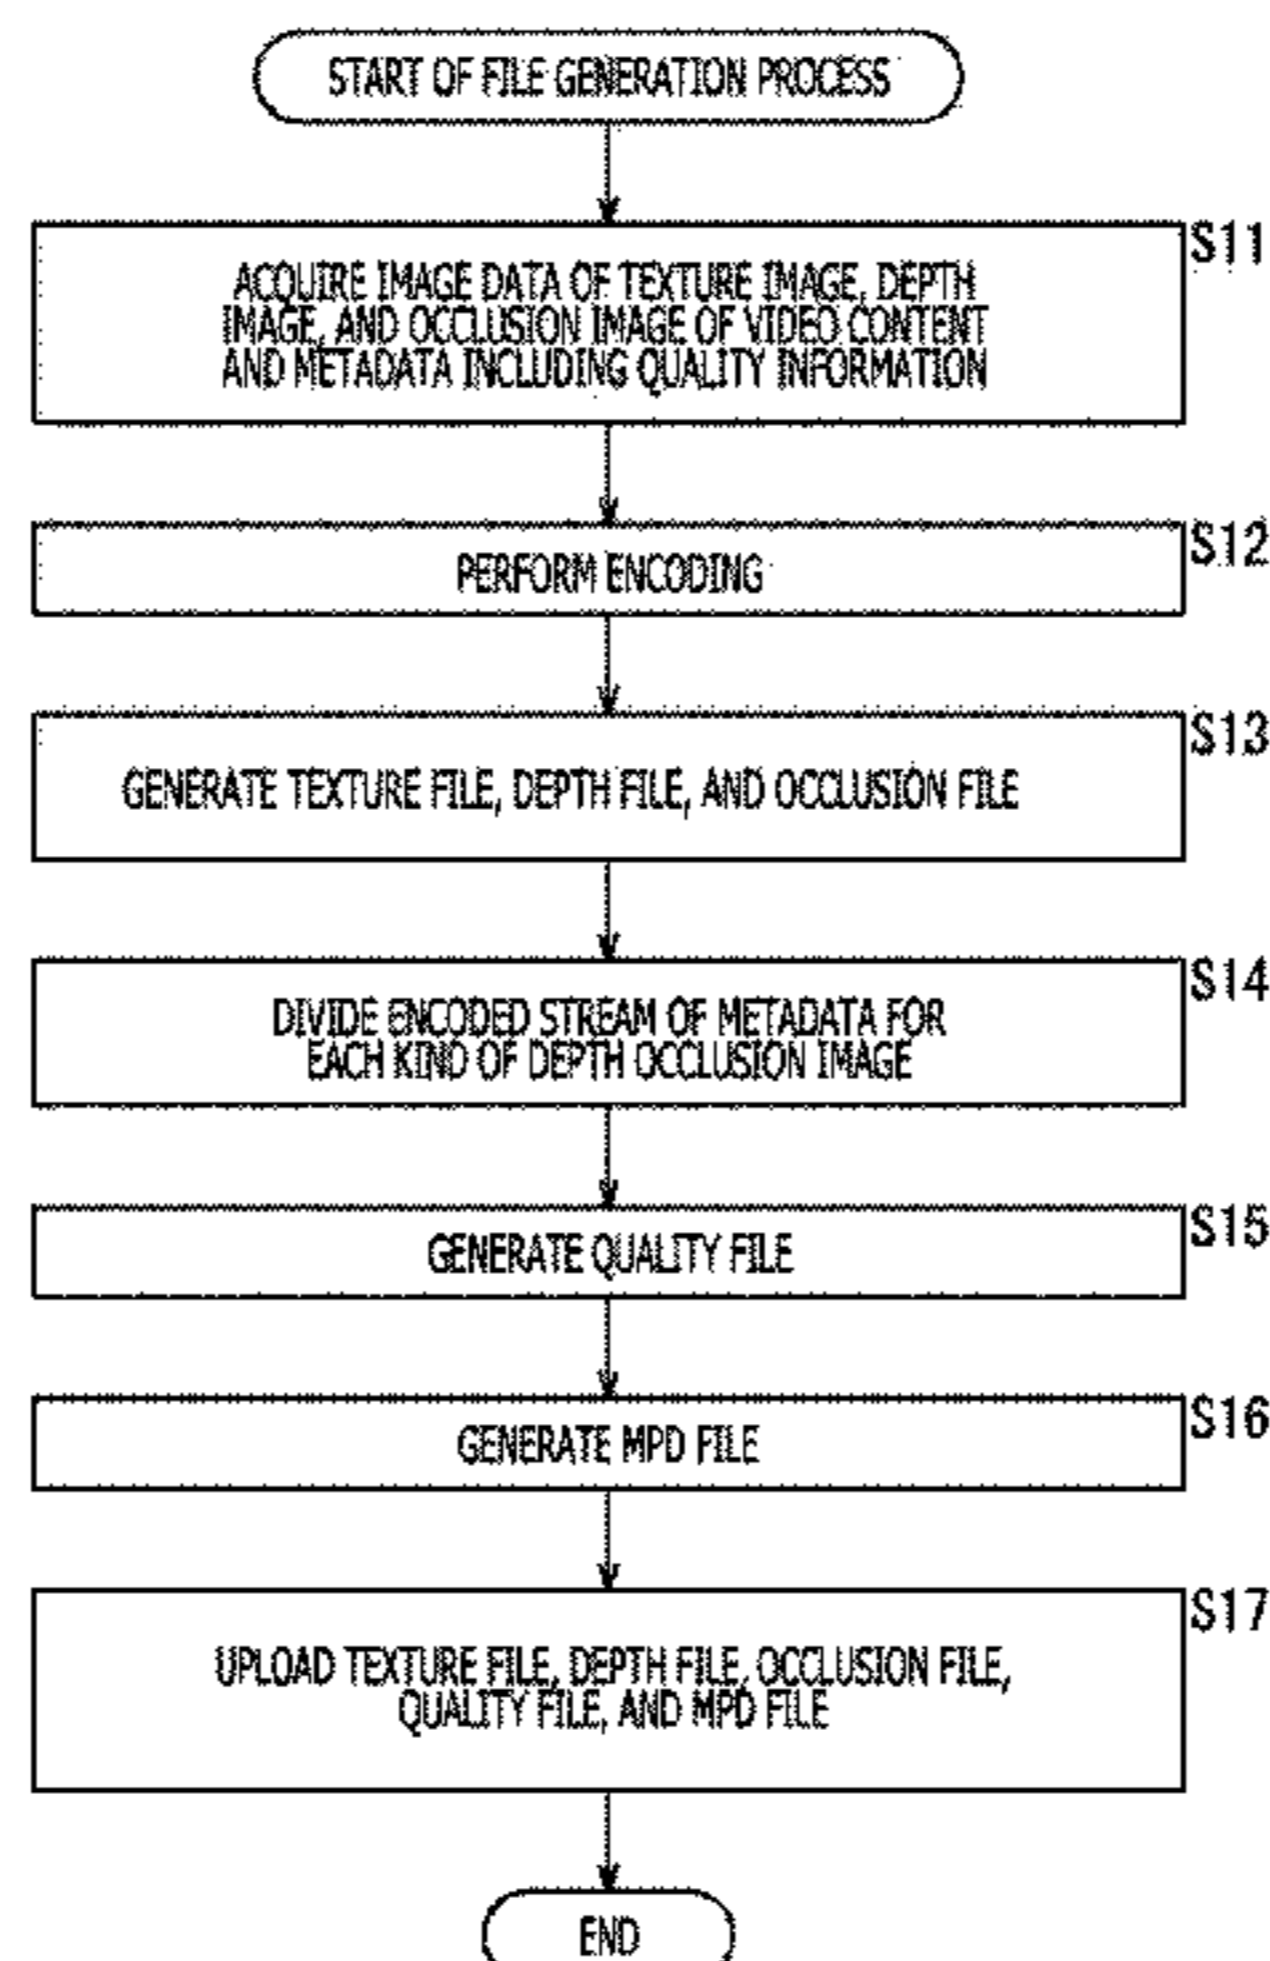 START OF FILE GENERATION PROCESS
S11
ACQUIRE IMAGE DATA OF TEXTURE IMAGE, DEPTH
IMAGE, AND OCCLUSION IMAGE OF VIDEO CONTENT
AND METADATA INCLUDING QUALITY INFORMATION
S12
PERFORM ENCODING
S13
GENERATE TEXTURE FILE, DEPTH FILE, AND OCCLUSION FILE
S14
DIVIDE ENCODED STREAM OF METADATA FOR
EACH KIND OF DEPTH OCCLUSION IMAGE
S15
GENERATE QUALITY FILE
S16
GENERATE MPD FILE
S17
UPLOAD TEXTURE FILE, DEPTH FILE, OCCLUSION FILE,
QUALITY FILE, AND MPD FILE
END